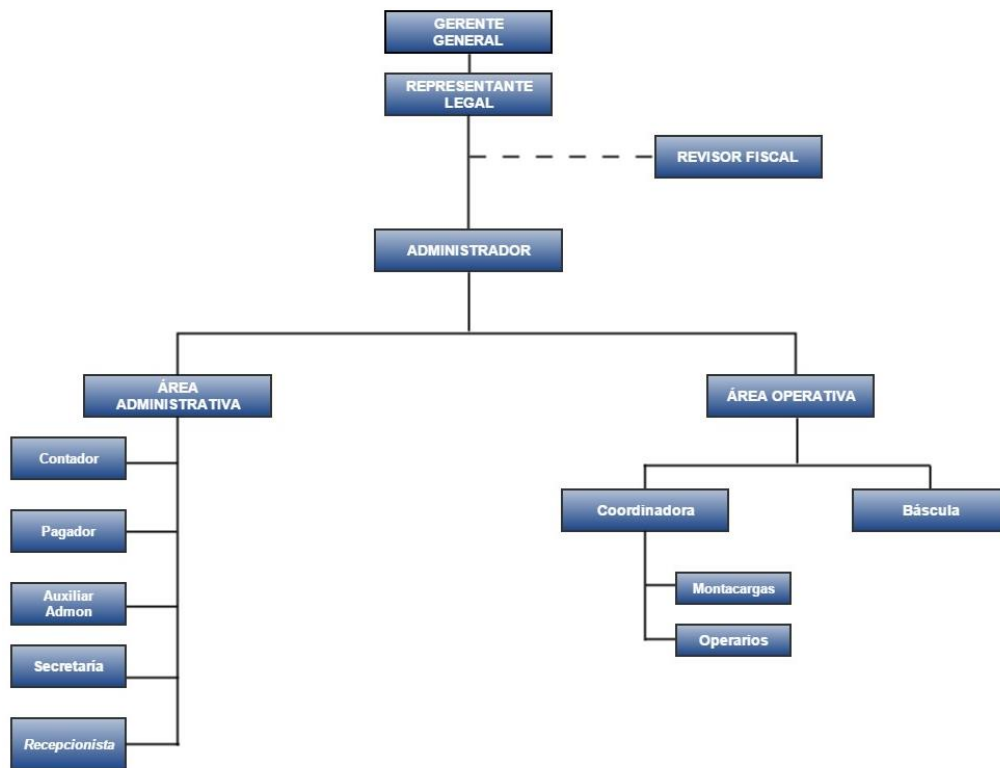 GERENTE
GENERAL
REPRESENTANTE
LEGAL
REVISOR FISCAL
ADMINISTRADOR
ÁREA
ADMINISTRATIVA
ÁREA OPERATIVA
Contador
Pagador
Auxiliar
Admon
Secretaría
Recepcionista
Coordinadora
Báscula
Montacargas
Operarios